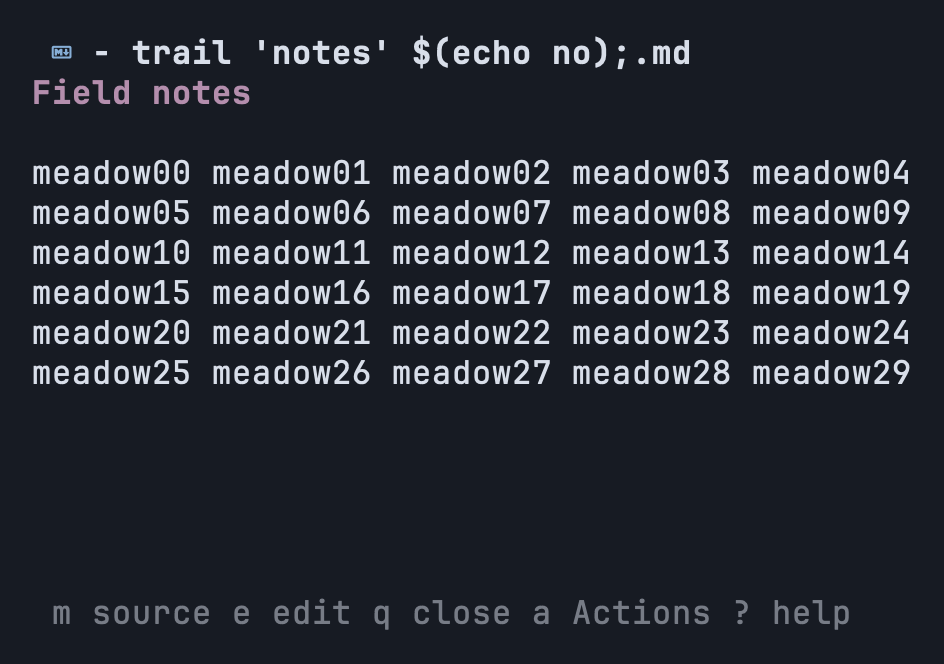 - trail 'notes' $(echo no);.md
Field notes
meadow00 meadow01 meadow02 meadow03 meadow04
meadow05 meadow06 meadow07 meadow08 meadow09
meadow10 meadow11 meadow12 meadow13 meadow14
meadow15 meadow16 meadow17 meadow18 meadow19
meadow20 meadow21 meadow22 meadow23 meadow24
meadow25 meadow26 meadow27 meadow28 meadow29
m source e edit q close a Actions ? help